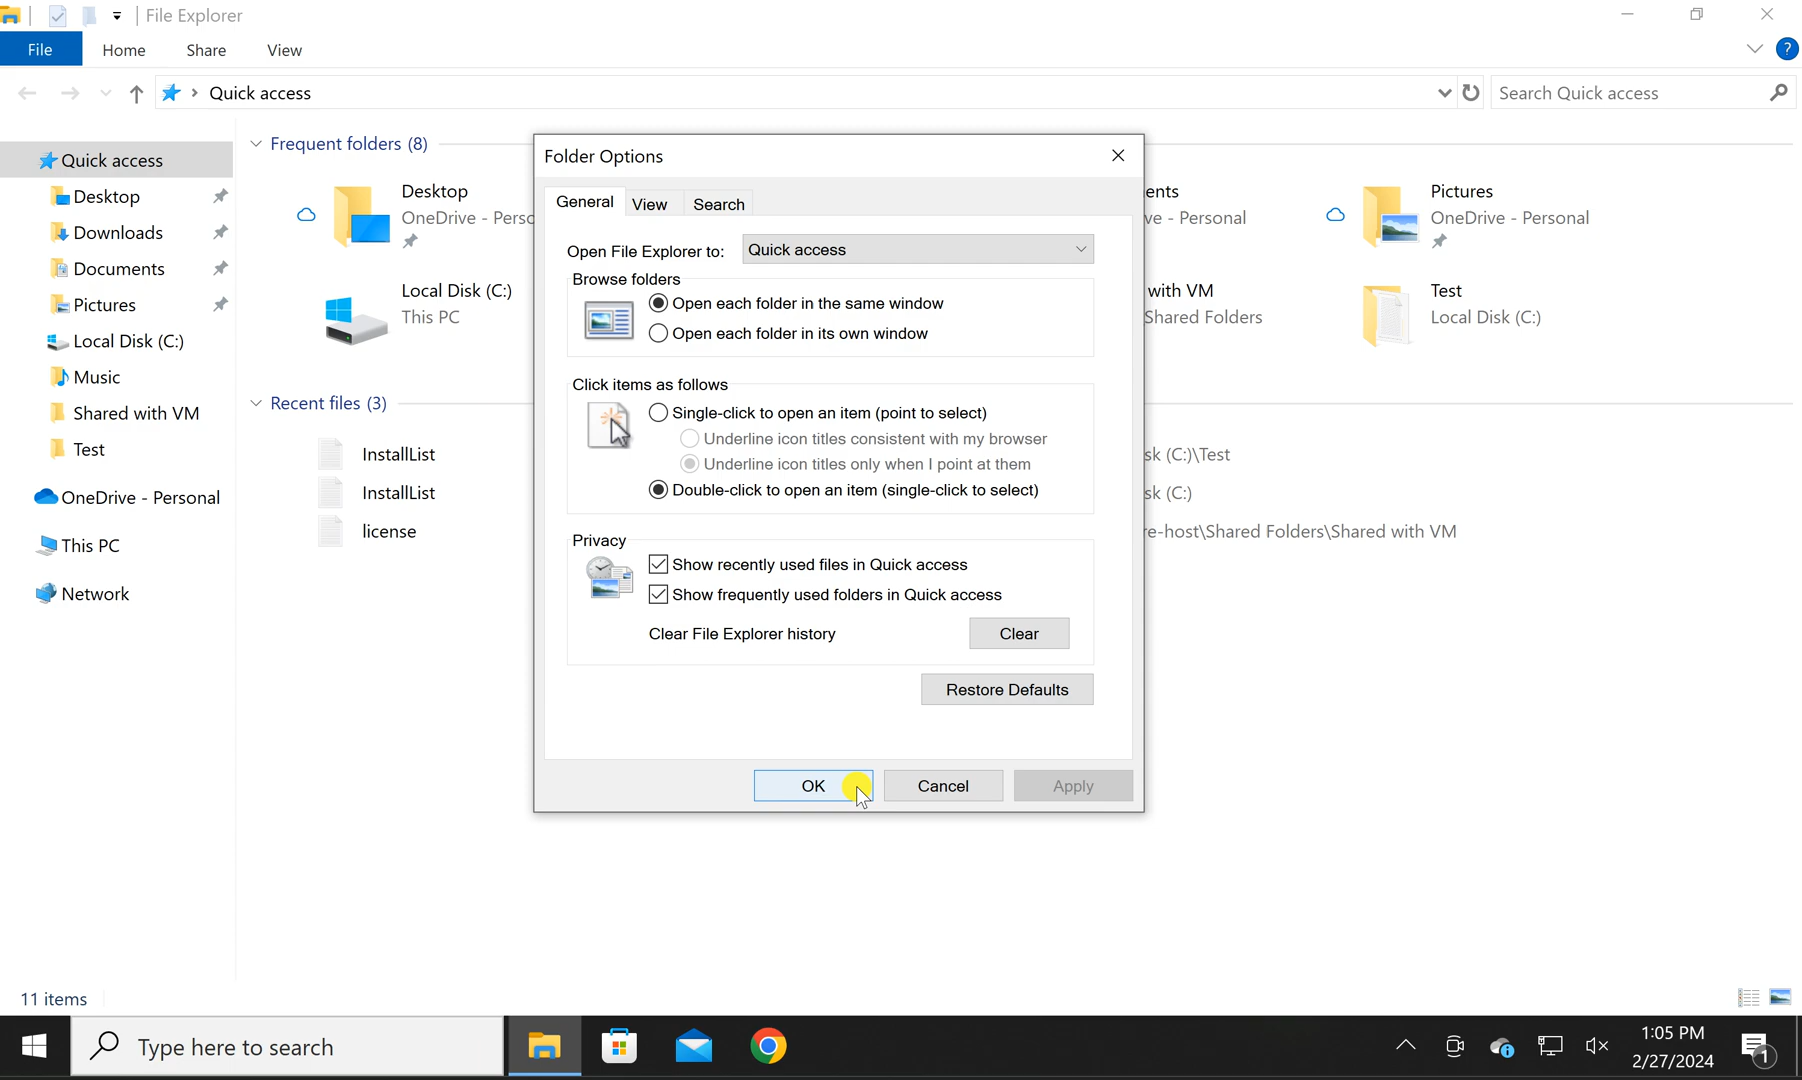 File Explorer
File Home Share View
?
Quick access
Search Quick access
Quick access
Desktop
Downloads
Documents
Pictures
Local Disk (C:)
Music
Shared with VM
Test
OneDrive - Personal
This PC
Network
Frequent folders (8)
Desktop
OneDrive - Perso
Local Disk (C:)
This PC
ents
ve - Personal
Pictures
OneDrive - Personal
with VM
Shared Folders
Test
Local Disk (C:)
Recent files (3)
InstallList
sk (C:)\Test
InstallList
sk (C:)
license
re-host\Shared Folders\Shared with VM
Folder Options
General View Search
Open File Explorer to: Quick access
Browse folders
Open each folder in the same window
Open each folder in its own window
Click items as follows
Single-click to open an item (point to select)
Underline icon titles consistent with my browser
Underline icon titles only when I point at them
Double-click to open an item (single-click to select)
Privacy
Show recently used files in Quick access
Show frequently used folders in Quick access
Clear File Explorer history Clear
Restore Defaults
OK Cancel Apply
11 items
Type here to search
1:05 PM
2/27/2024
1